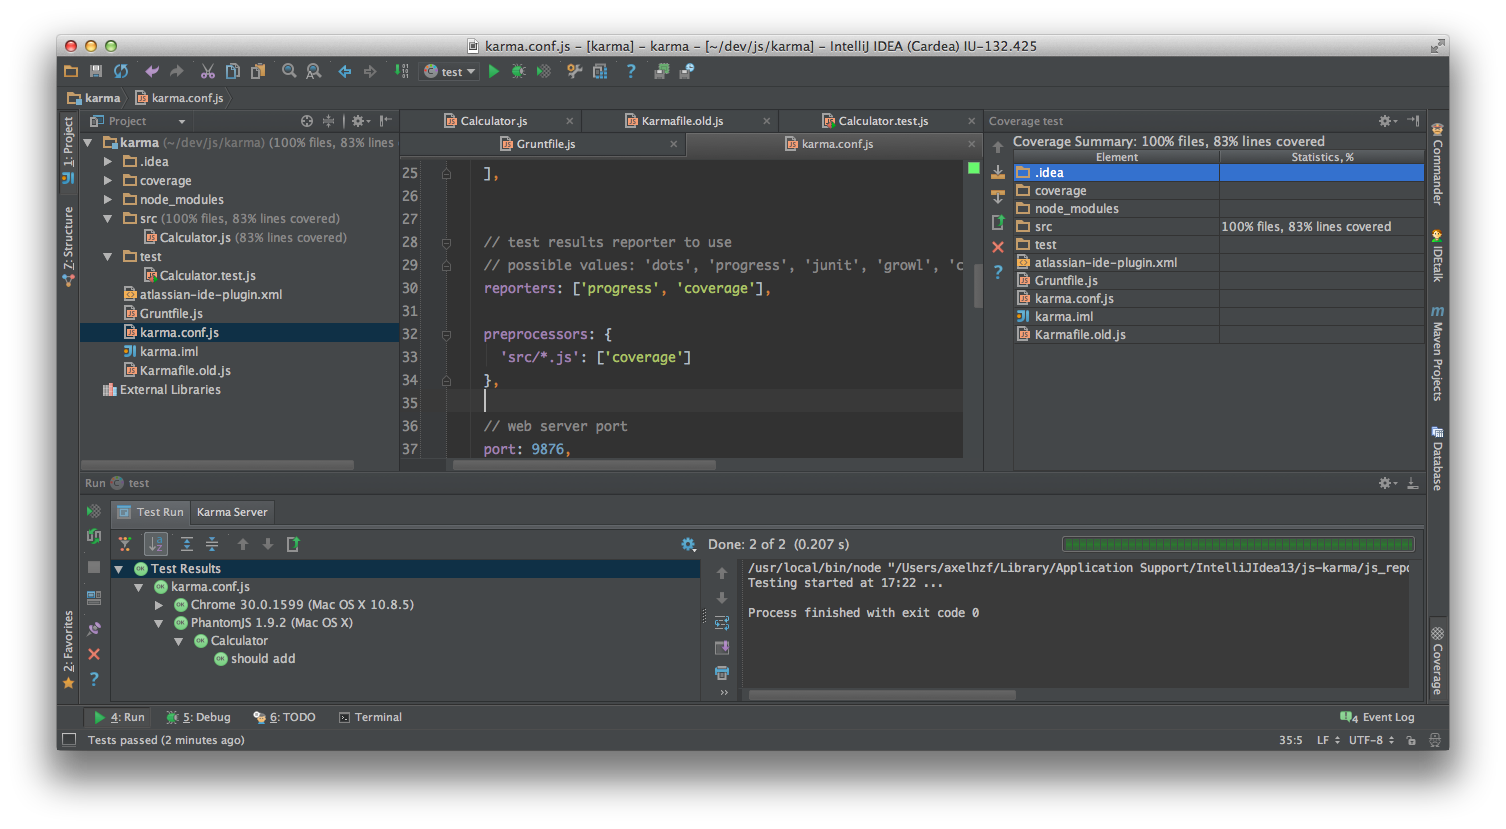 karma.conf.js - [karma] - karma - [~/dev/js/karma] - IntelliJ IDEA (Cardea) IU-132.425
test
karma karma.conf.js
1: Project
7: Structure
2: Favorites
Project
karma (~/dev/js/karma) (100% files, 83% lines
.idea
coverage
node_modules
src (100% files, 83% lines covered)
Calculator.js (83% lines covered)
test
Calculator.test.js
atlassian-ide-plugin.xml
Gruntfile.js
karma.conf.js
karma.iml
Karmafile.old.js
External Libraries
Calculator.js Karmafile.old.js Calculator.test.js
Gruntfile.js karma.conf.js
25 ],
26
27
28 // test results reporter to use
29 // possible values: 'dots', 'progress', 'junit', 'growl', 'c
30 reporters: ['progress', 'coverage'],
31
32 preprocessors: {
33 'src/*.js': ['coverage']
34 },
35
36 // web server port
37 port: 9876,
Coverage test
Coverage Summary: 100% files, 83% lines covered
Element Statistics, %
.idea
coverage
node_modules
src 100% files, 83% lines covered
test
atlassian-ide-plugin.xml
Gruntfile.js
karma.conf.js
karma.iml
Karmafile.old.js
Commander
IDEtalk
Maven Projects
Database
Coverage
Run test
Test Run Karma Server
Done: 2 of 2 (0.207 s)
Test Results
karma.conf.js
Chrome 30.0.1599 (Mac OS X 10.8.5)
PhantomJS 1.9.2 (Mac OS X)
Calculator
should add
/usr/local/bin/node "/Users/axelhzf/Library/Application Support/IntelliJIdea13/js-karma/js_repo
Testing started at 17:22 ...
Process finished with exit code 0
4: Run 5: Debug 6: TODO Terminal 4 Event Log
Tests passed (2 minutes ago) 35:5 LF UTF-8